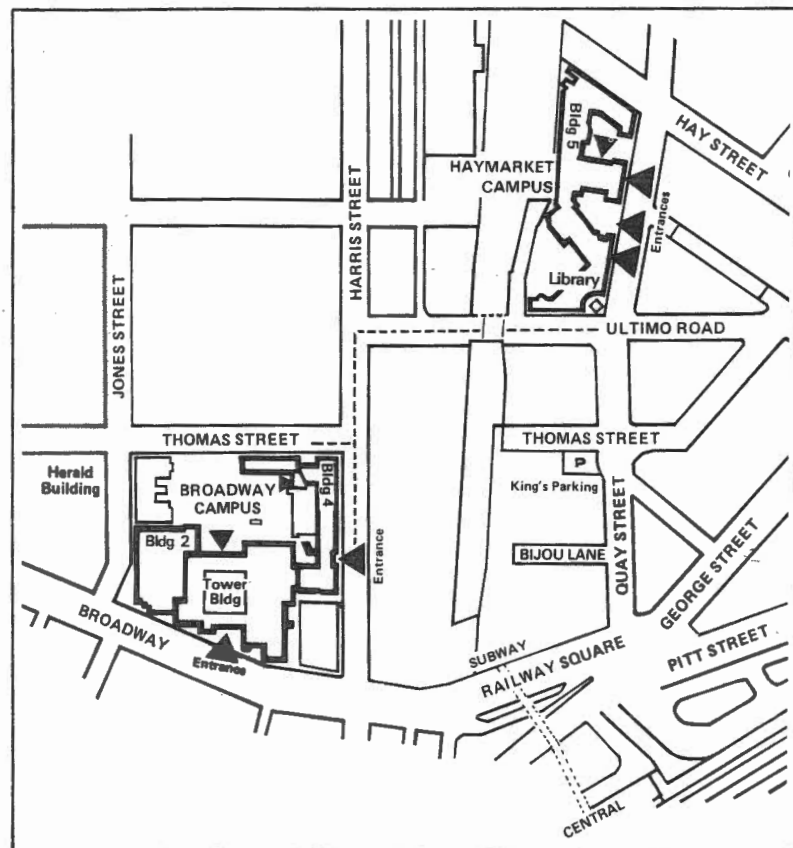 HAY STREET
Bldg 5
HAYMARKET
CAMPUS
Entrances
HARRIS STREET
Library
JONES STREET
ULTIMO ROAD
THOMAS STREET
THOMAS STREET
Herald
Building
BROADWAY
CAMPUS
Bldg 4
P
King's Parking
QUAY STREET
Bldg 2
Entrance
BIJOU LANE
GEORGE STREET
Tower
Bldg
BROADWAY
Entrance
SUBWAY
RAILWAY SQUARE
PITT STREET
CENTRAL